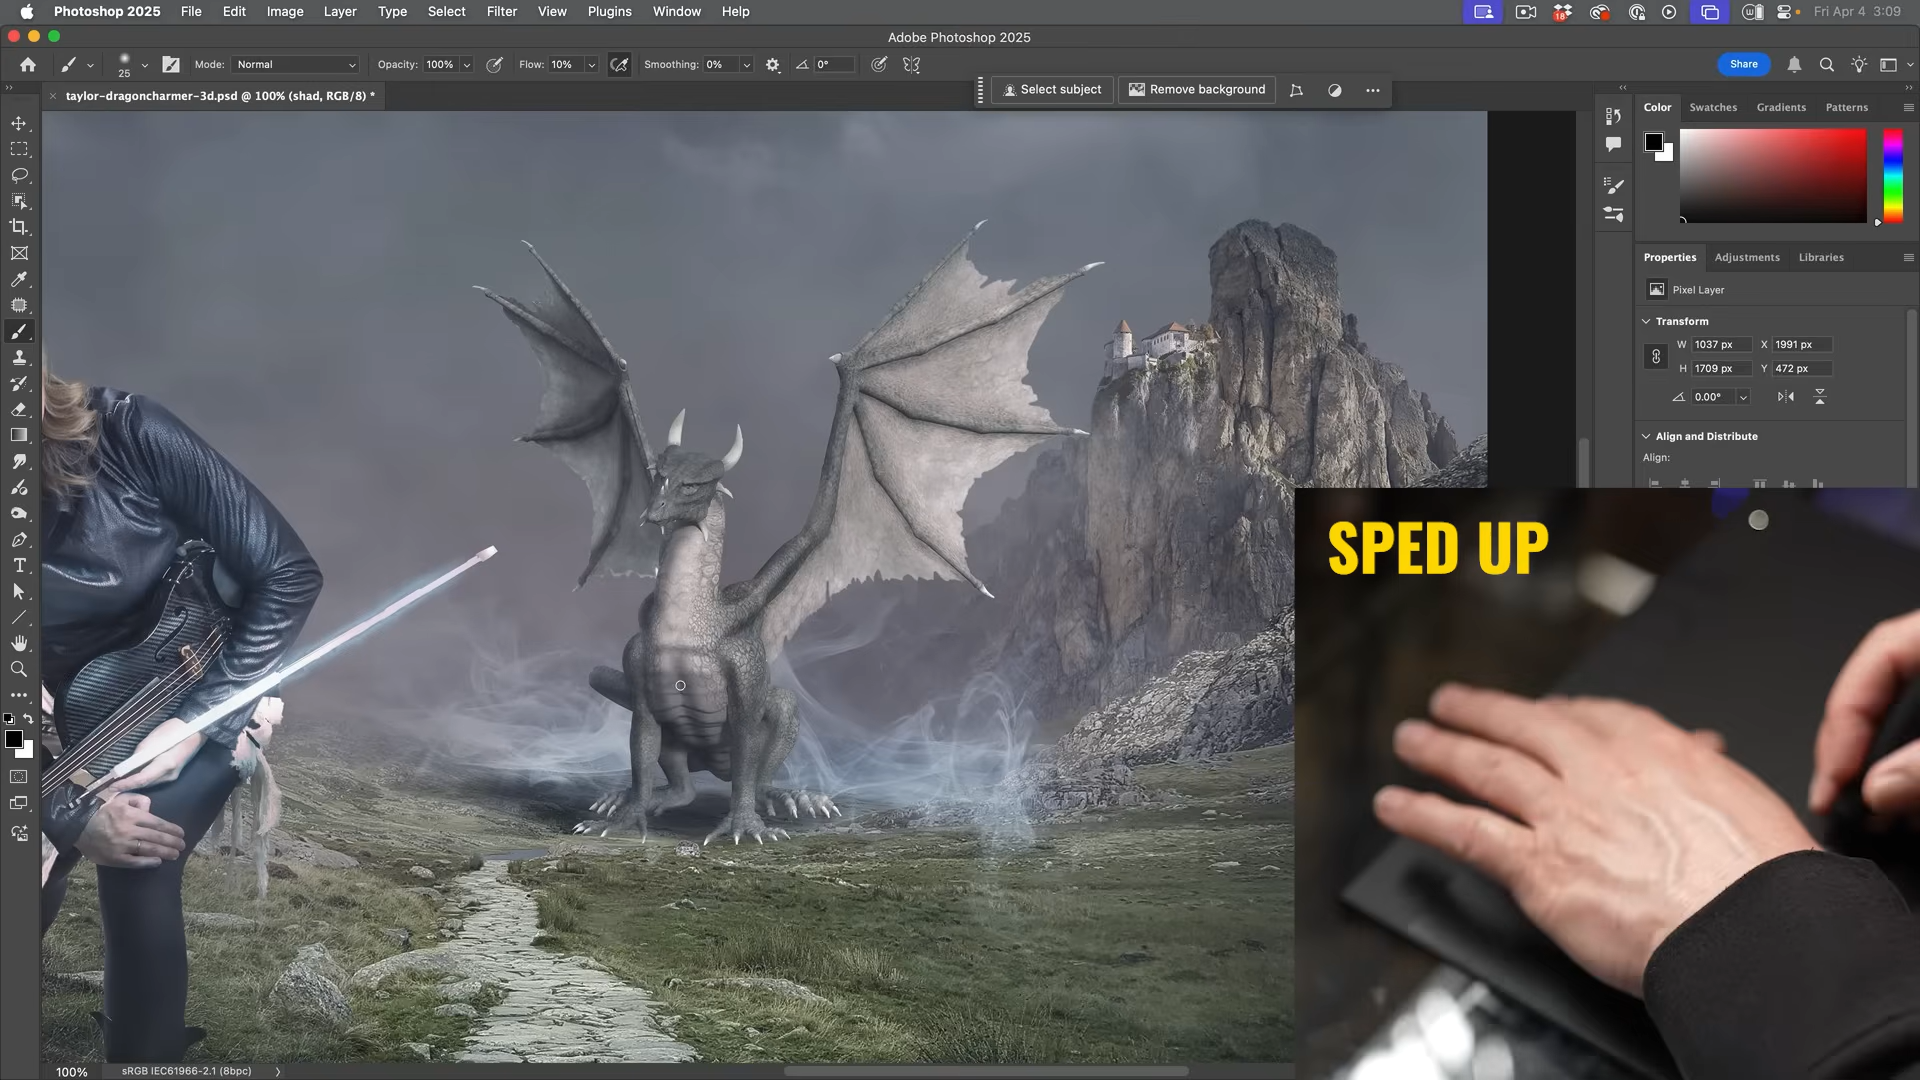 Photoshop 2025 File Edit Image Layer Type Select Filter View Plugins Window Help
18
Fri Apr 4 3:09
Adobe Photoshop 2025
25
Mode: Normal
Opacity: 100%
Flow: 10%
Smoothing: 0%
0°
Share
taylor-dragoncharmer-3d.psd @ 100% (shad, RGB/8) *
Select subject
Remove background
Color Swatches Gradients Patterns
Properties Adjustments Libraries
Pixel Layer
Transform
W 1037 px X 1991 px
H 1709 px Y 472 px
0.00°
Align and Distribute
Align:
SPED UP
100% sRGB IEC61966-2.1 (8bpc)